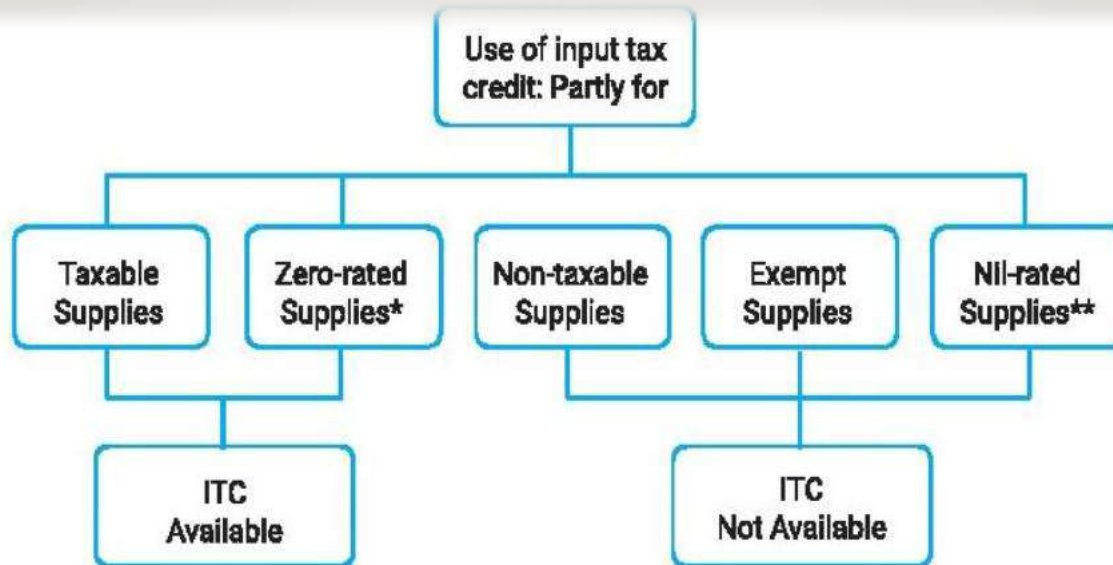 Use of input tax
credit: Partly for
Taxable
Supplies
Zero-rated
Supplies*
Non-taxable
Supplies
Exempt
Supplies
Nil-rated
Supplies**
ITC
Available
ITC
Not Available